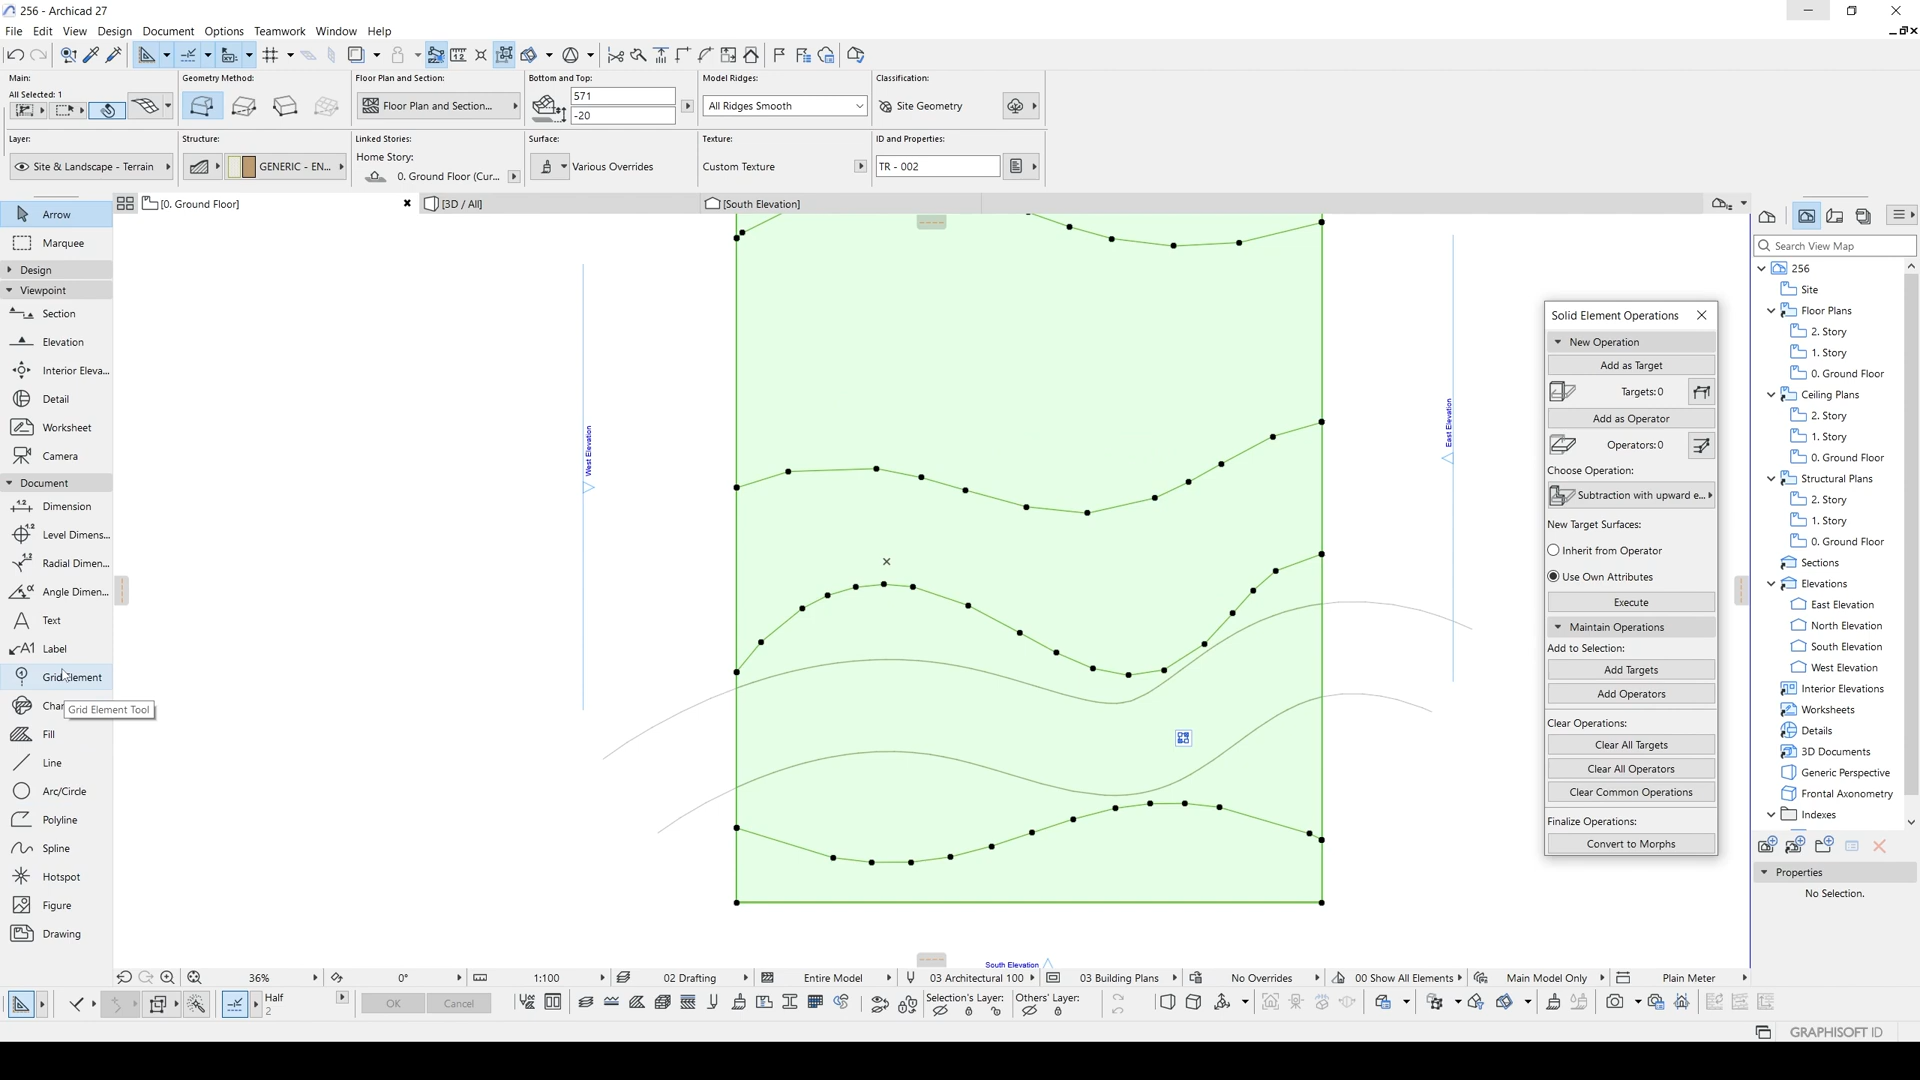 256 - Archicad 27
File Edit View Design Document Options Teamwork Window Help
Main: Geometry Method: Floor Plan and Section: Bottom and Top: Model Ridges: Classification:
All Selected: 1
Floor Plan and Section... 571 All Ridges Smooth Site Geometry
-20
Layer: Structure: Linked Stories: Surface: Texture: ID and Properties:
Home Story:
Site & Landscape - Terrain GENERIC - EN... 0. Ground Floor (Cur... Various Overrides Custom Texture TR - 002
[0. Ground Floor] [3D / All] [South Elevation]
Arrow
Marquee
Design
Viewpoint
Section
Elevation
Interior Eleva...
Detail
Worksheet
Camera
Document
Dimension
Level Dimens...
Radial Dimen...
Angle Dimen...
Text
Label
Grid Element
Grid Element Tool
Fill
Line
Arc/Circle
Polyline
Spline
Hotspot
Figure
Drawing
West Elevation
East Elevation
South Elevation
Solid Element Operations
New Operation
Add as Target
Targets: 0
Add as Operator
Operators: 0
Choose Operation:
Subtraction with upward e...
New Target Surfaces:
Inherit from Operator
Use Own Attributes
Execute
Maintain Operations
Add to Selection:
Add Targets
Add Operators
Clear Operations:
Clear All Targets
Clear All Operators
Clear Common Operations
Finalize Operations:
Convert to Morphs
Search View Map
256
Site
Floor Plans
2. Story
1. Story
0. Ground Floor
Ceiling Plans
2. Story
1. Story
0. Ground Floor
Structural Plans
2. Story
1. Story
0. Ground Floor
Sections
Elevations
East Elevation
North Elevation
South Elevation
West Elevation
Interior Elevations
Worksheets
Details
3D Documents
Generic Perspective
Frontal Axonometry
Indexes
Properties
No Selection.
36% 0° 1:100 02 Drafting Entire Model 03 Architectural 100 03 Building Plans No Overrides 00 Show All Elements Main Model Only Plain Meter
Half
2
OK Cancel Selection's Layer: Others' Layer:
GRAPHISOFT ID